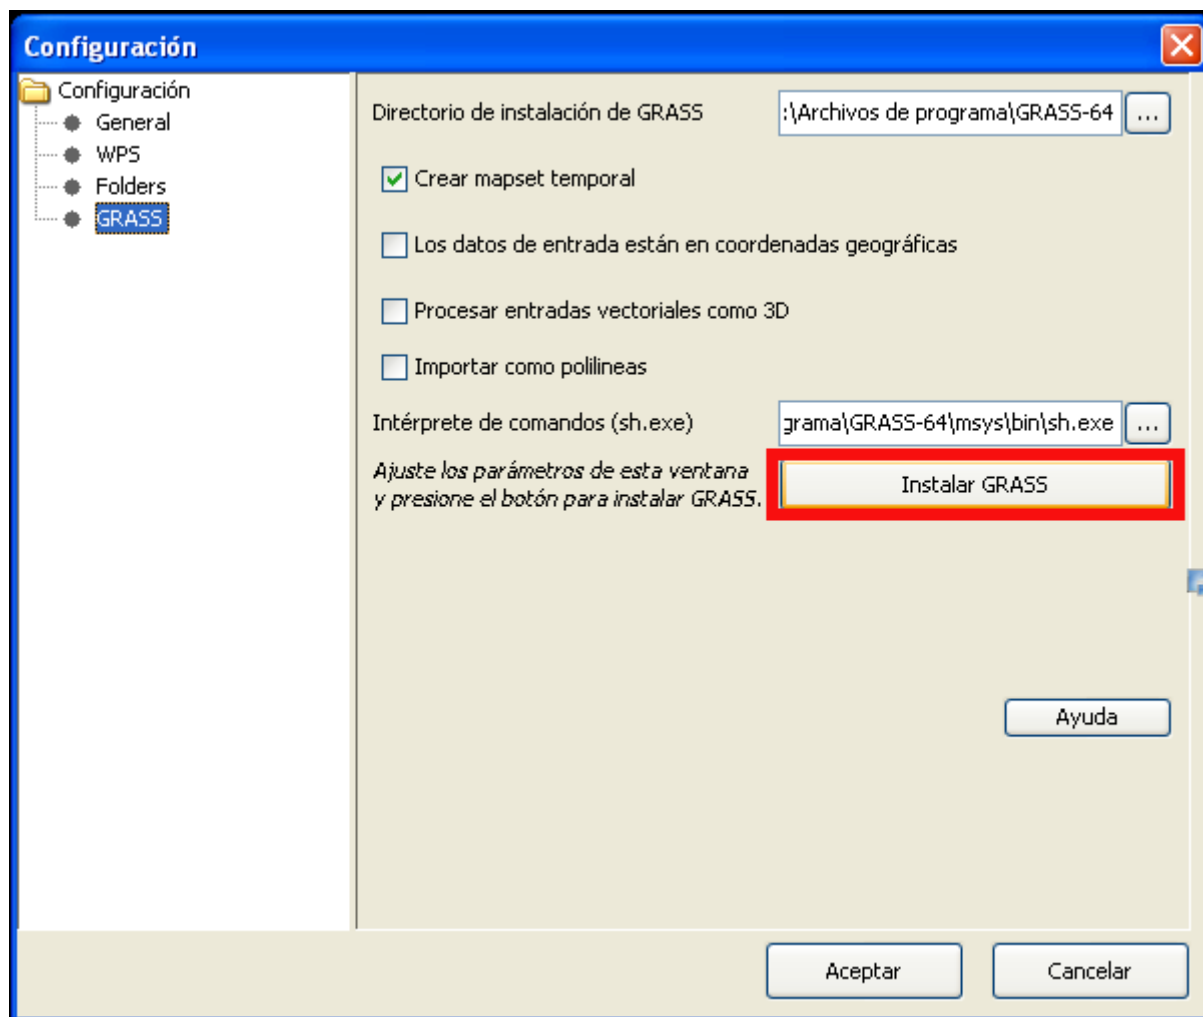 Configuración
Configuración
General
WPS
Folders
GRASS
Directorio de instalación de GRASS :\Archivos de programa\GRASS-64 ...
Crear mapset temporal
Los datos de entrada están en coordenadas geográficas
Procesar entradas vectoriales como 3D
Importar como polilineas
Intérprete de comandos (sh.exe) grama\GRASS-64\msys\bin\sh.exe ...
Ajuste los parámetros de esta ventana
y presione el botón para instalar GRASS.
Instalar GRASS
Ayuda
Aceptar Cancelar